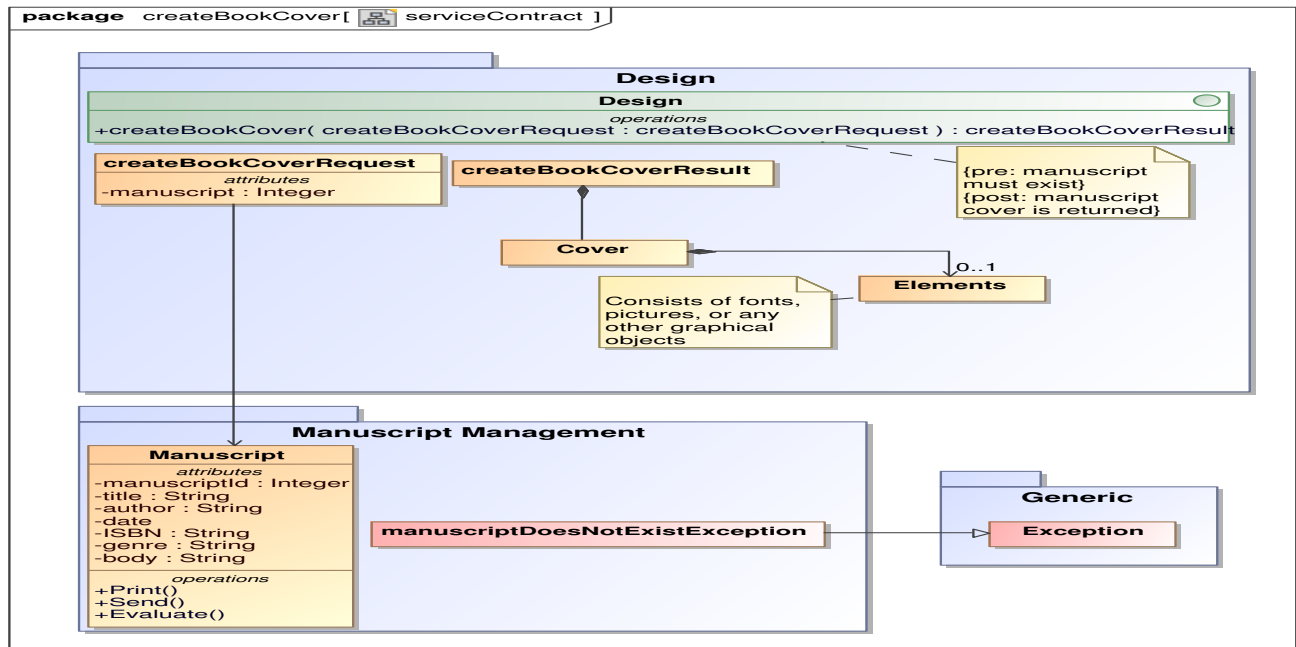 package createBookCover[ serviceContract ]
Design
Design
operations
+createBookCover( createBookCoverRequest : createBookCoverRequest ) : createBookCoverResult
createBookCoverRequest
attributes
-manuscript : Integer
createBookCoverResult
{pre: manuscript
must exist}
{post: manuscript
cover is returned}
Cover
0..1
Elements
Consists of fonts,
pictures, or any
other graphical
objects
Manuscript Management
Manuscript
attributes
-manuscriptId : Integer
-title : String
-author : String
-date
-ISBN : String
-genre : String
-body : String
operations
+Print()
+Send()
+Evaluate()
manuscriptDoesNotExistException
Generic
Exception